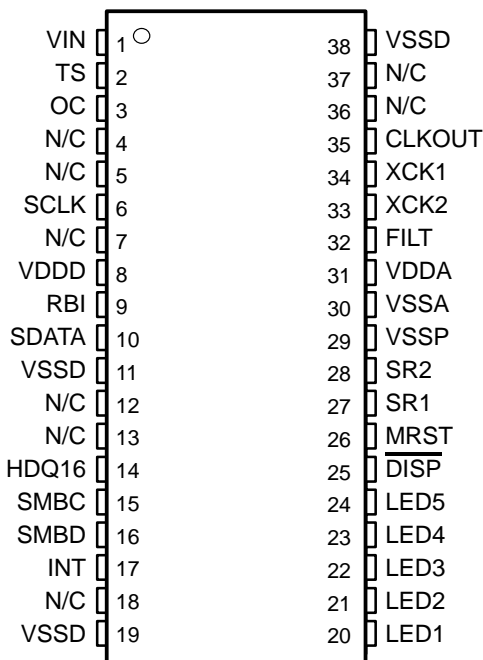 VIN 1 38 VSSD
TS 2 37 N/C
OC 3 36 N/C
N/C 4 35 CLKOUT
N/C 5 34 XCK1
SCLK 6 33 XCK2
N/C 7 32 FILT
VDDD 8 31 VDDA
RBI 9 30 VSSA
SDATA 10 29 VSSP
VSSD 11 28 SR2
N/C 12 27 SR1
N/C 13 26 MRST
HDQ16 14 25 DISP
SMBC 15 24 LED5
SMBD 16 23 LED4
INT 17 22 LED3
N/C 18 21 LED2
VSSD 19 20 LED1